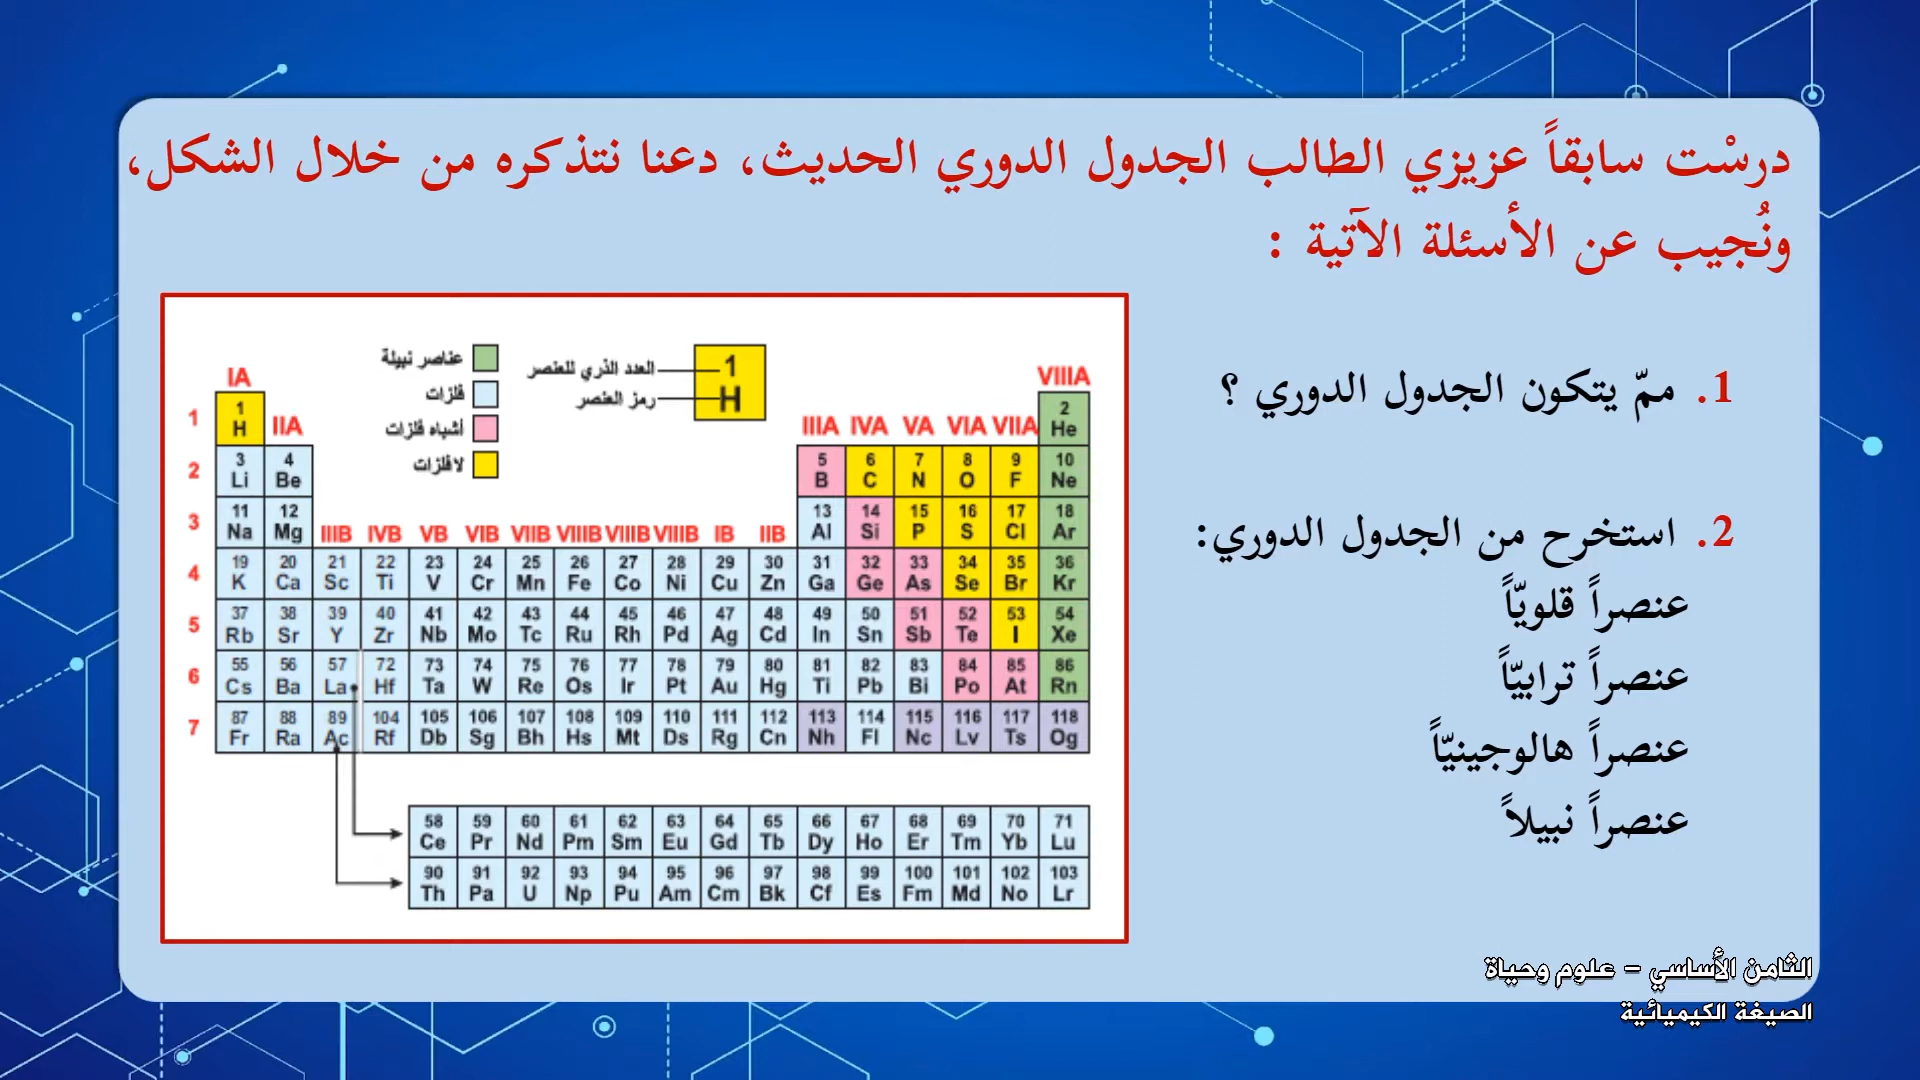 درسْت سابقاً عزيزي الطالب الجدول الدوري الحديث، دعنا نتذكره من خلال الشكل،
ونُجيب عن الأسئلة الآتية :
1. ممّ يتكون الجدول الدوري ؟
2. استخرح من الجدول الدوري:
عنصراً قلويّاً
عنصراً ترابيّاً
عنصراً هالوجينيّاً
عنصراً نبيلاً
عناصر نبيلة
فلزات
أشباه فلزات
لافلزات
العدد الذري للعنصر
رمز العنصر
1
H
IA VIIIA
IIA IIIA IVA VA VIA VIIA
IIIB IVB VB VIB VIIB VIIIB VIIIB VIIIB IB IIB
1
1 2
H He
2
3 4 5 6 7 8 9 10
Li Be B C N O F Ne
3
11 12 13 14 15 16 17 18
Na Mg Al Si P S Cl Ar
4
19 20 21 22 23 24 25 26 27 28 29 30 31 32 33 34 35 36
K Ca Sc Ti V Cr Mn Fe Co Ni Cu Zn Ga Ge As Se Br Kr
5
37 38 39 40 41 42 43 44 45 46 47 48 49 50 51 52 53 54
Rb Sr Y Zr Nb Mo Tc Ru Rh Pd Ag Cd In Sn Sb Te I Xe
6
55 56 57 72 73 74 75 76 77 78 79 80 81 82 83 84 85 86
Cs Ba La Hf Ta W Re Os Ir Pt Au Hg Ti Pb Bi Po At Rn
7
87 88 89 104 105 106 107 108 109 110 111 112 113 114 115 116 117 118
Fr Ra Ac Rf Db Sg Bh Hs Mt Ds Rg Cn Nh Fl Nc Lv Ts Og
58 59 60 61 62 63 64 65 66 67 68 69 70 71
Ce Pr Nd Pm Sm Eu Gd Tb Dy Ho Er Tm Yb Lu
90 91 92 93 94 95 96 97 98 99 100 101 102 103
Th Pa U Np Pu Am Cm Bk Cf Es Fm Md No Lr
الثامن الأساسي – علوم وحياة
الصيغة الكيميائية